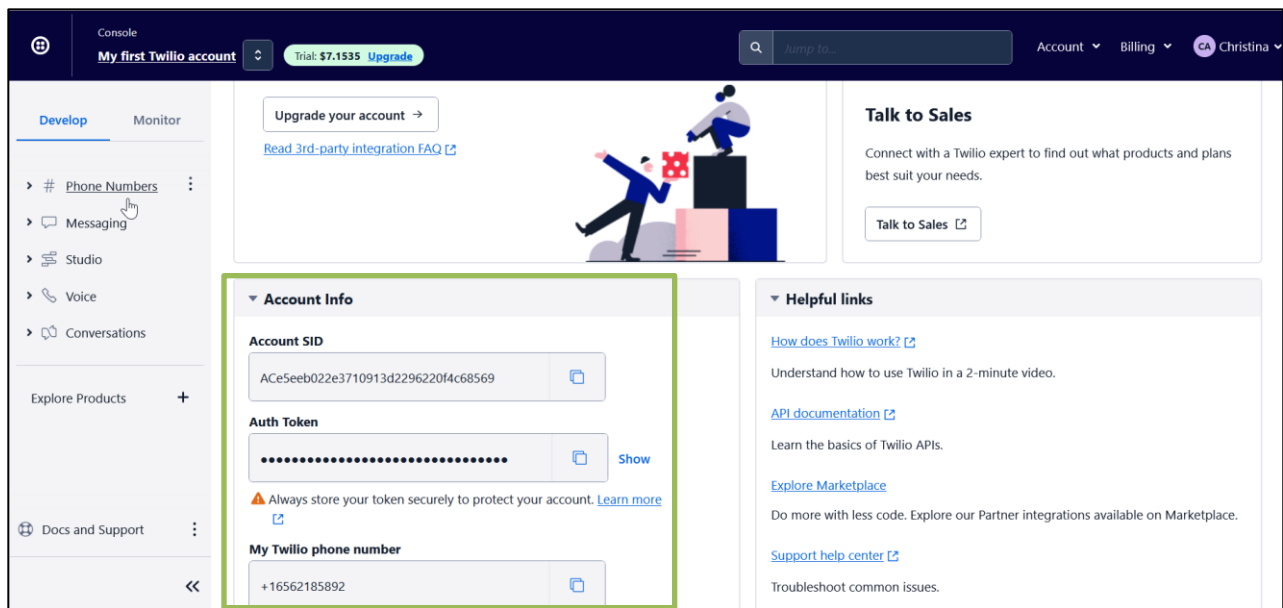 Console
My first Twilio account
Trial: $7.1535 Upgrade
Jump to...
Account
Billing
CA Christina
Develop
Monitor
# Phone Numbers
Messaging
Studio
Voice
Conversations
Explore Products +
Docs and Support
Upgrade your account →
Read 3rd-party integration FAQ
Talk to Sales
Connect with a Twilio expert to find out what products and plans
best suit your needs.
Talk to Sales
Account Info
Account SID
ACe5eeb022e3710913d2296220f4c68569
Auth Token
••••••••••••••••••••••••••••••••
Show
Always store your token securely to protect your account. Learn more
My Twilio phone number
+16562185892
Helpful links
How does Twilio work?
Understand how to use Twilio in a 2-minute video.
API documentation
Learn the basics of Twilio APIs.
Explore Marketplace
Do more with less code. Explore our Partner integrations available on Marketplace.
Support help center
Troubleshoot common issues.